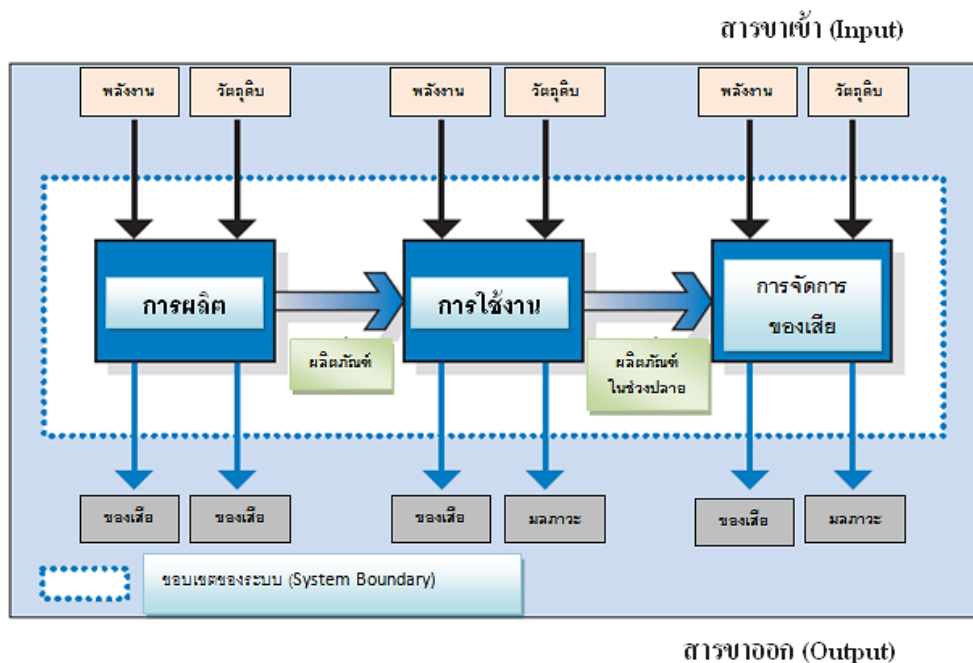 สารขาเข้า (Input)
พลังงาน
วัตถุดิบ
พลังงาน
วัตถุดิบ
พลังงาน
วัตถุดิบ
การผลิต
การใช้งาน
การจัดการ
ของเสีย
ผลิตภัณฑ์
ผลิตภัณฑ์
ในช่วงปลาย
ของเสีย
ของเสีย
ของเสีย
มลภาวะ
ของเสีย
มลภาวะ
ขอบเขตของระบบ (System Boundary)
สารขาออก (Output)